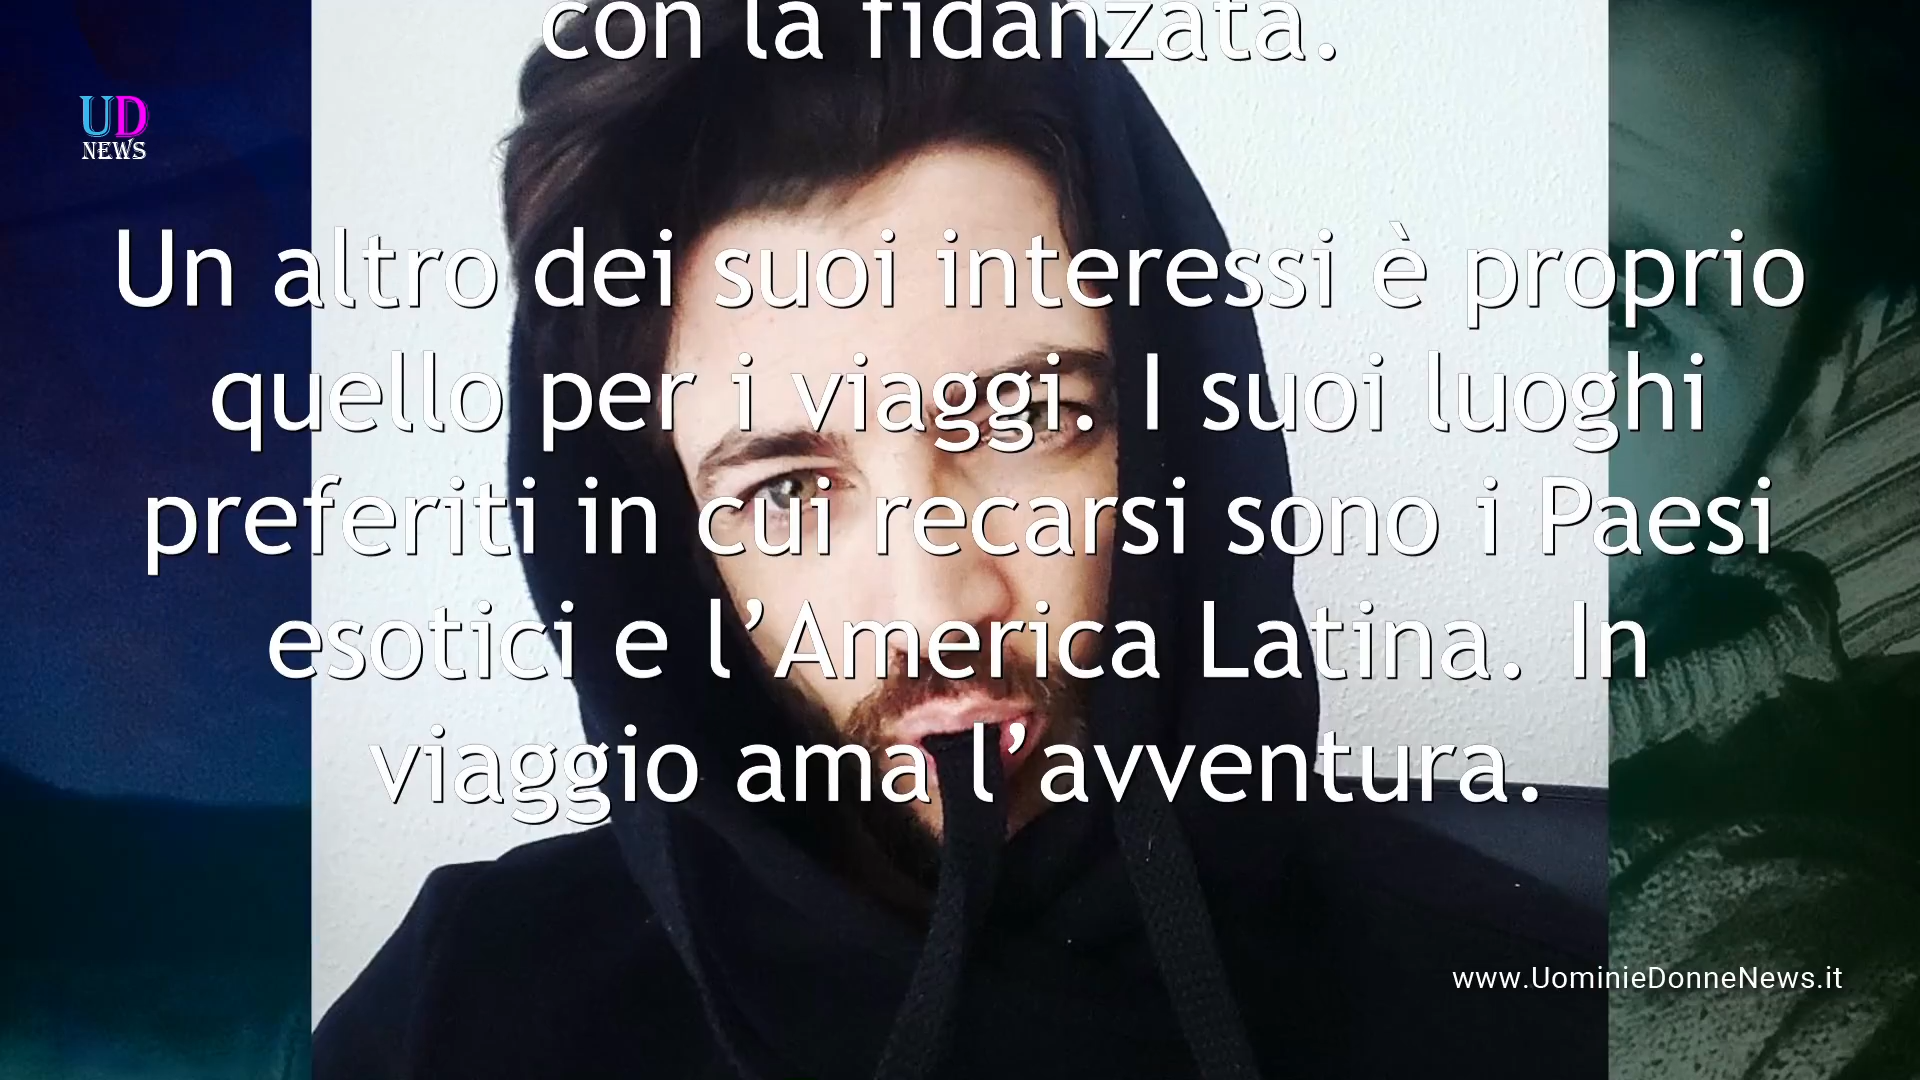 con la fidanzata.
UD
NEWS
Un altro dei suoi interessi è proprio
quello per i viaggi. I suoi luoghi
preferiti in cui recarsi sono i Paesi
esotici e l’America Latina. In
viaggio ama l’avventura.
www.UominieDonneNews.it